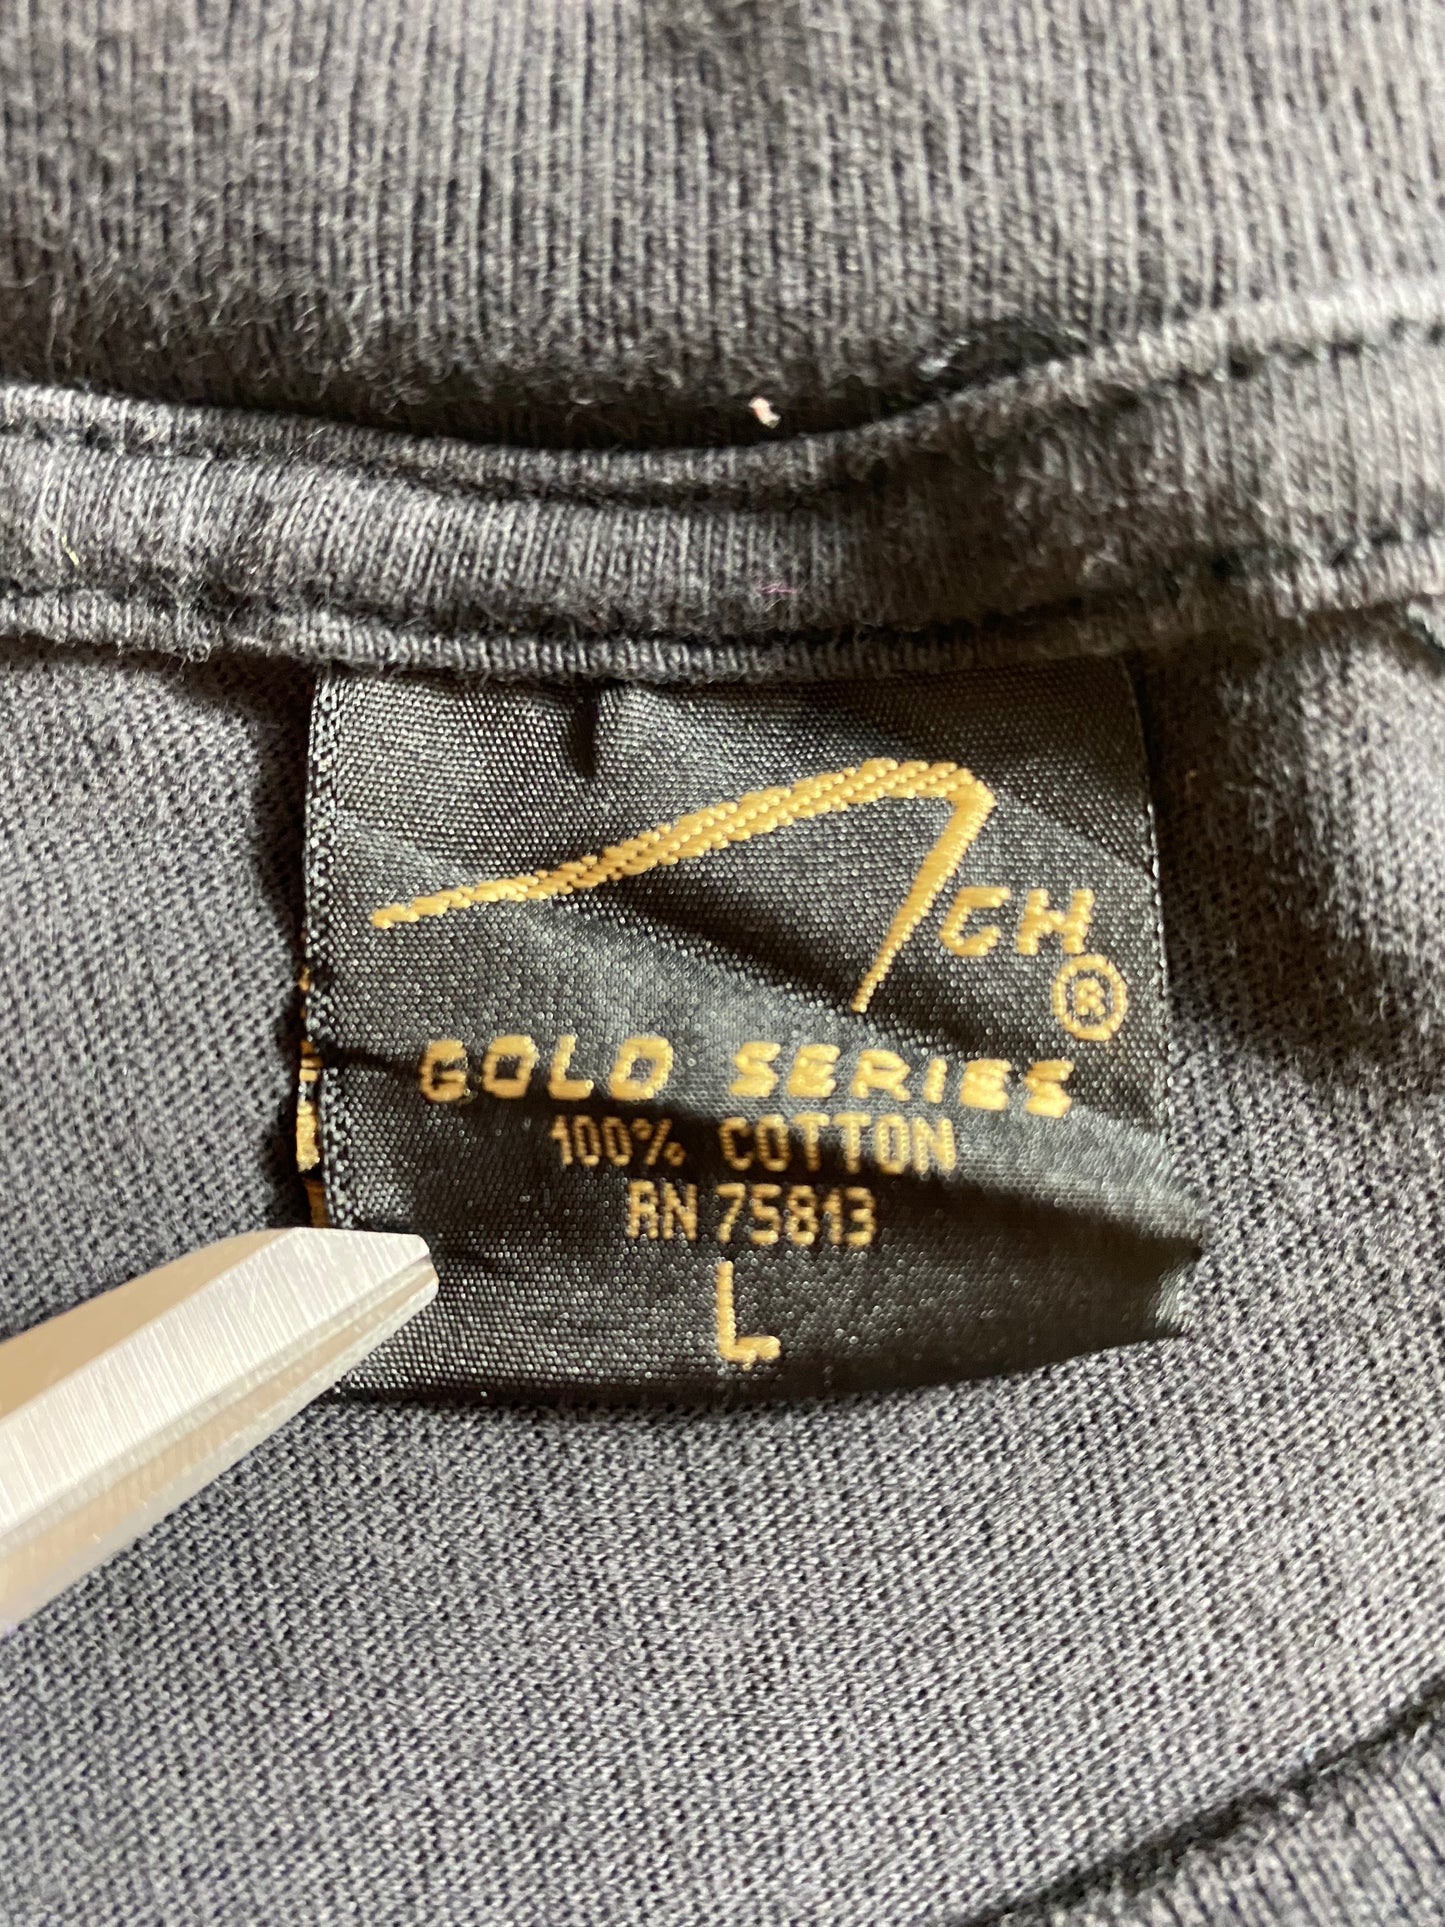 CH
®
GOLD SERIES
100% COTTON
RN 75813
L